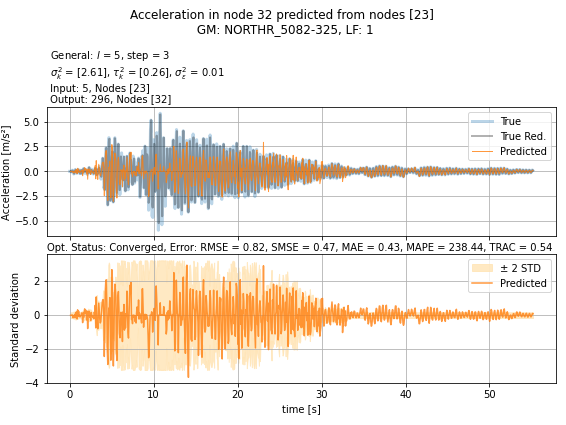 Acceleration in node 32 predicted from nodes [23]
GM: NORTHR_5082-325, LF: 1
General: l = 5, step = 3
σ²ₖ = [2.61], τ²ₖ = [0.26], σ²ε = 0.01
Input: 5, Nodes [23]
Output: 296, Nodes [32]
Acceleration [m/s²]
5.0
2.5
0.0
−2.5
−5.0
True
True Red.
Predicted
Opt. Status: Converged, Error: RMSE = 0.82, SMSE = 0.47, MAE = 0.43, MAPE = 238.44, TRAC = 0.54
Standard deviation
2
0
−2
−4
± 2 STD
Predicted
0 10 20 30 40 50
time [s]